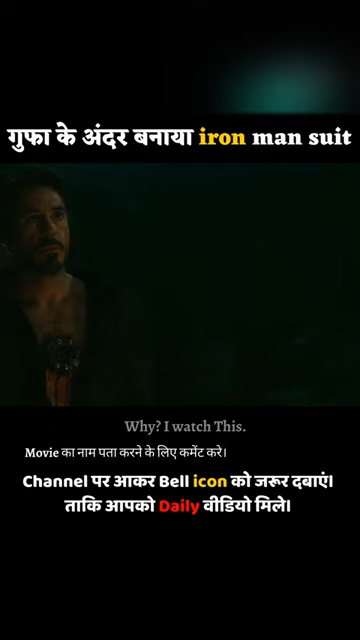 गुफा के अंदर बनाया iron man suit
Why? I watch This.
Movie का नाम पता करने के लिए कमेंट करे।
Channel पर आकर Bell icon को जरूर दबाएं।
ताकि आपको Daily वीडियो मिले।